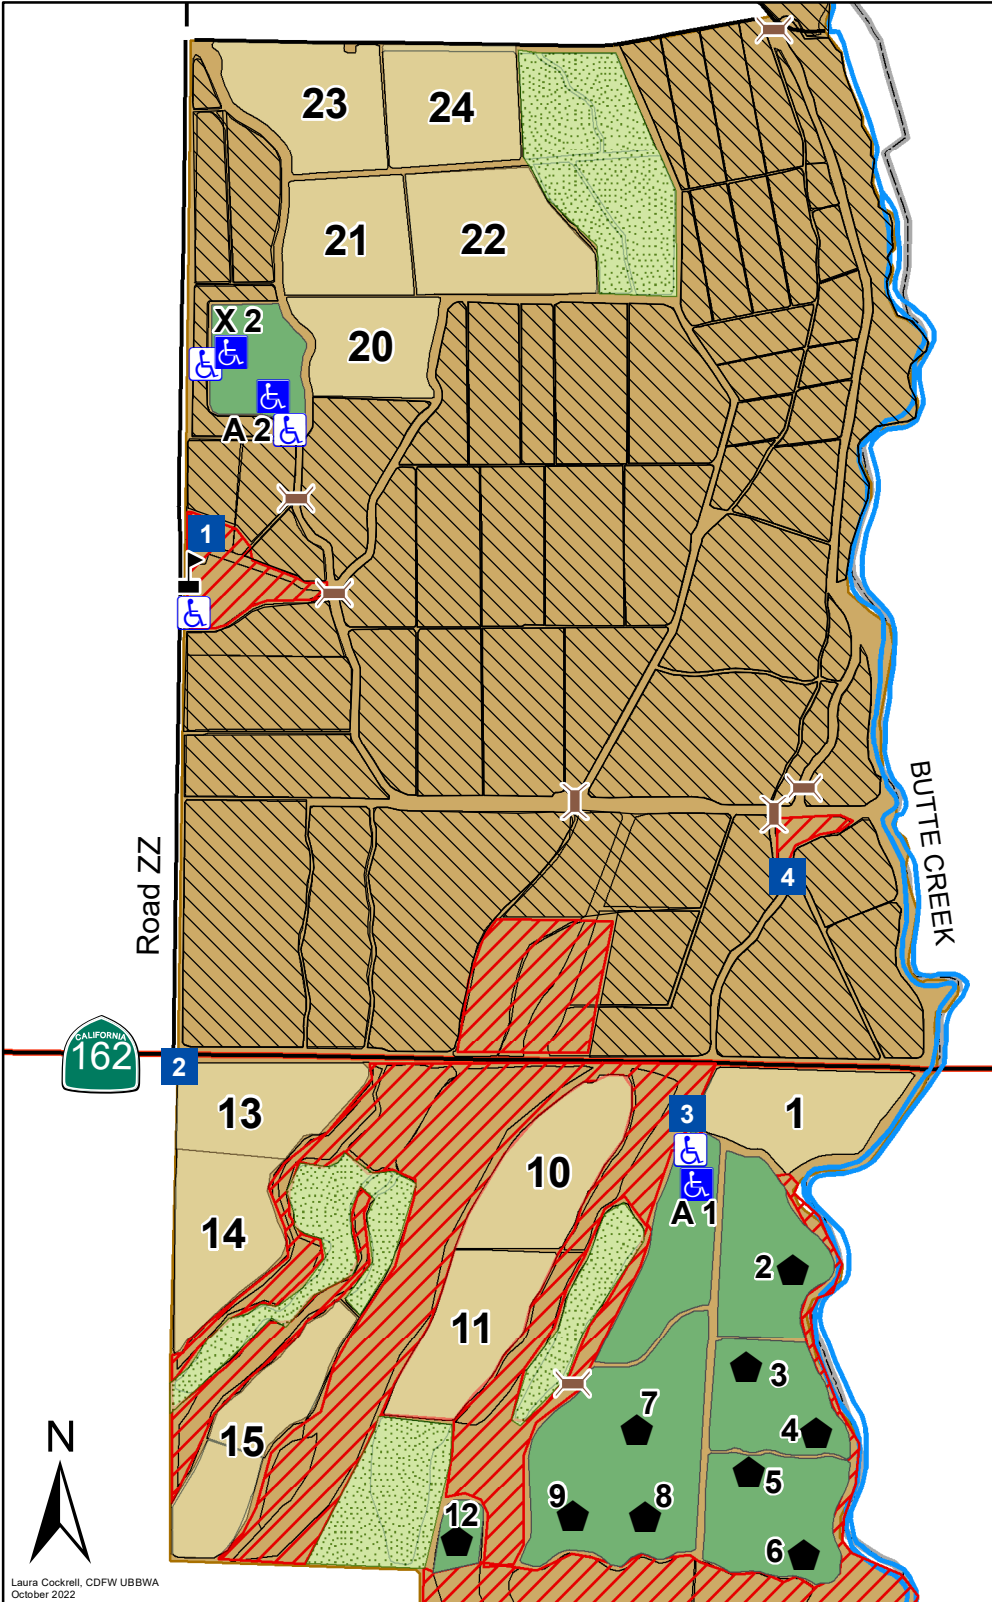 23
24
21
22
X 2
20
A 2
1
4
BUTTE CREEK
Road ZZ
CALIFORNIA
162
2
13
3
1
10
A 1
14
2
11
3
7
4
15
5
N
9
8
12
6
Laura Cockrell, CDFW UBBWA
October 2022